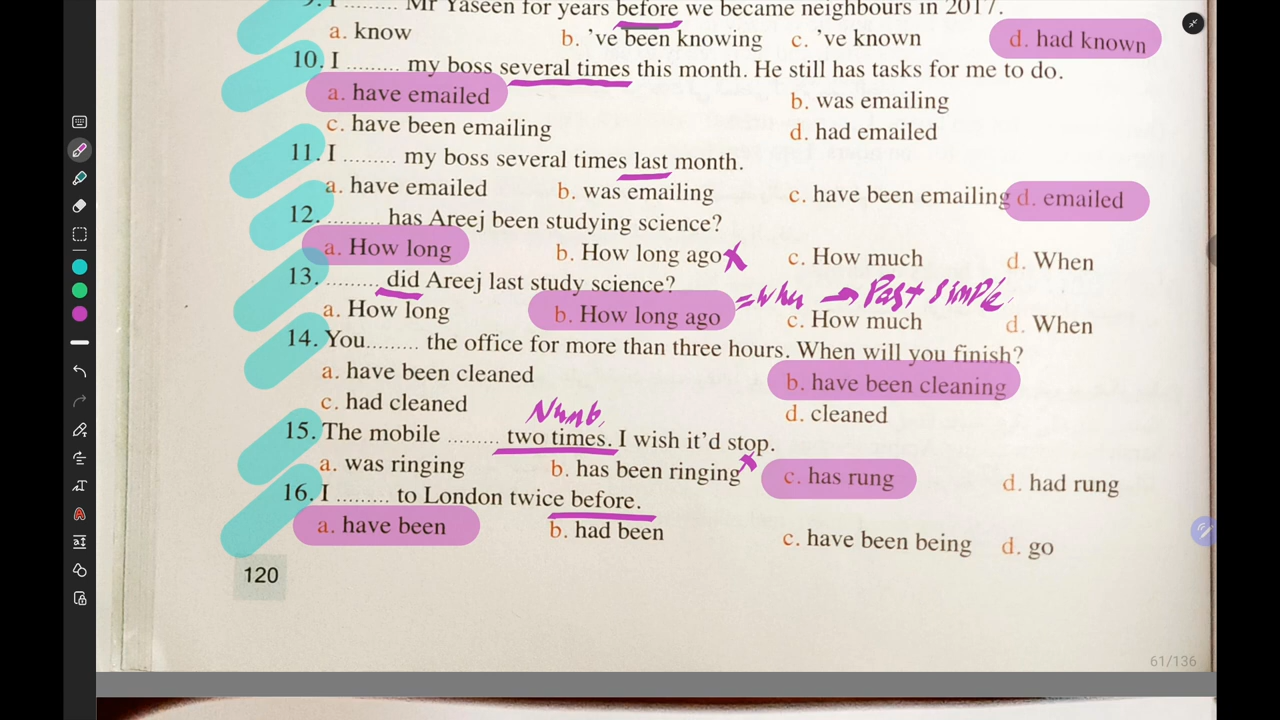 9. I ......... Mr Yaseen for years before we became neighbours in 2017.
a. know b. 've been knowing c. 've known d. had known
10. I ......... my boss several times this month. He still has tasks for me to do.
a. have emailed b. was emailing
c. have been emailing d. had emailed
11. I ......... my boss several times last month.
a. have emailed b. was emailing c. have been emailing d. emailed
12. ......... has Areej been studying science?
a. How long b. How long ago x c. How much d. When
13. ......... did Areej last study science?
= when → Past simple
a. How long b. How long ago c. How much d. When
14. You......... the office for more than three hours. When will you finish?
a. have been cleaned b. have been cleaning
c. had cleaned d. cleaned
Numb.
15. The mobile ......... two times. I wish it'd stop.
a. was ringing b. has been ringing x c. has rung d. had rung
16. I ......... to London twice before.
a. have been b. had been c. have been being d. go
120
61/136